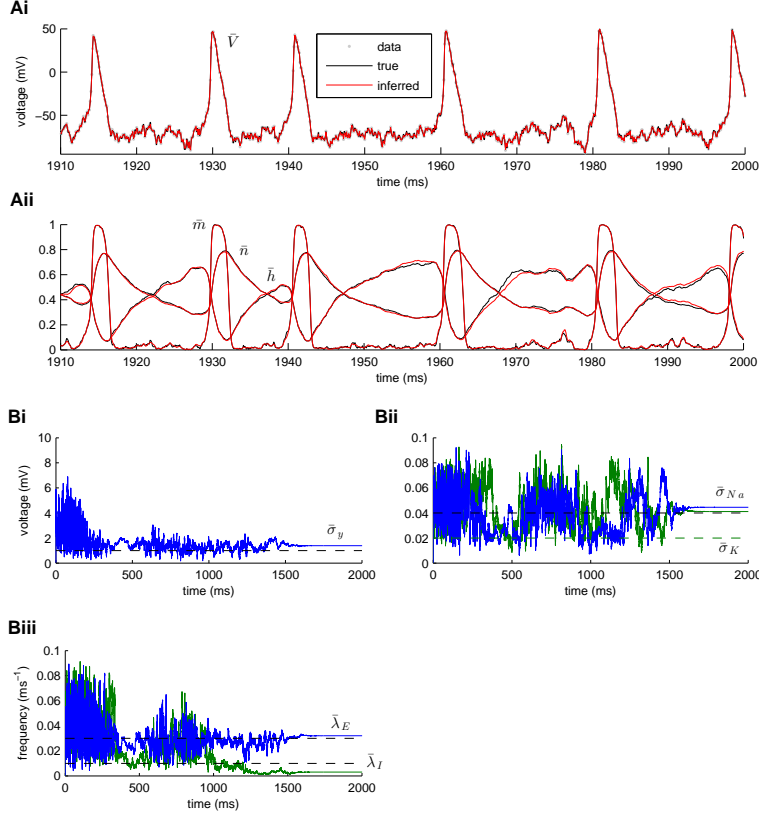 Ai
voltage (mV)
50
0
−50
V̄
data
true
inferred
1910 1920 1930 1940 1950 1960 1970 1980 1990 2000
time (ms)
Aii
1
0.8
0.6
0.4
0.2
0
m̄
n̄
h̄
1910 1920 1930 1940 1950 1960 1970 1980 1990 2000
time (ms)
Bi
voltage (mV)
10
8
6
4
2
0
σ̄y
0 500 1000 1500 2000
time (ms)
Bii
0.1
0.08
0.06
0.04
0.02
0
σ̄Na
σ̄K
0 500 1000 1500 2000
time (ms)
Biii
frequency (ms⁻¹)
0.1
0.08
0.06
0.04
0.02
0
λ̄E
λ̄I
0 500 1000 1500 2000
time (ms)